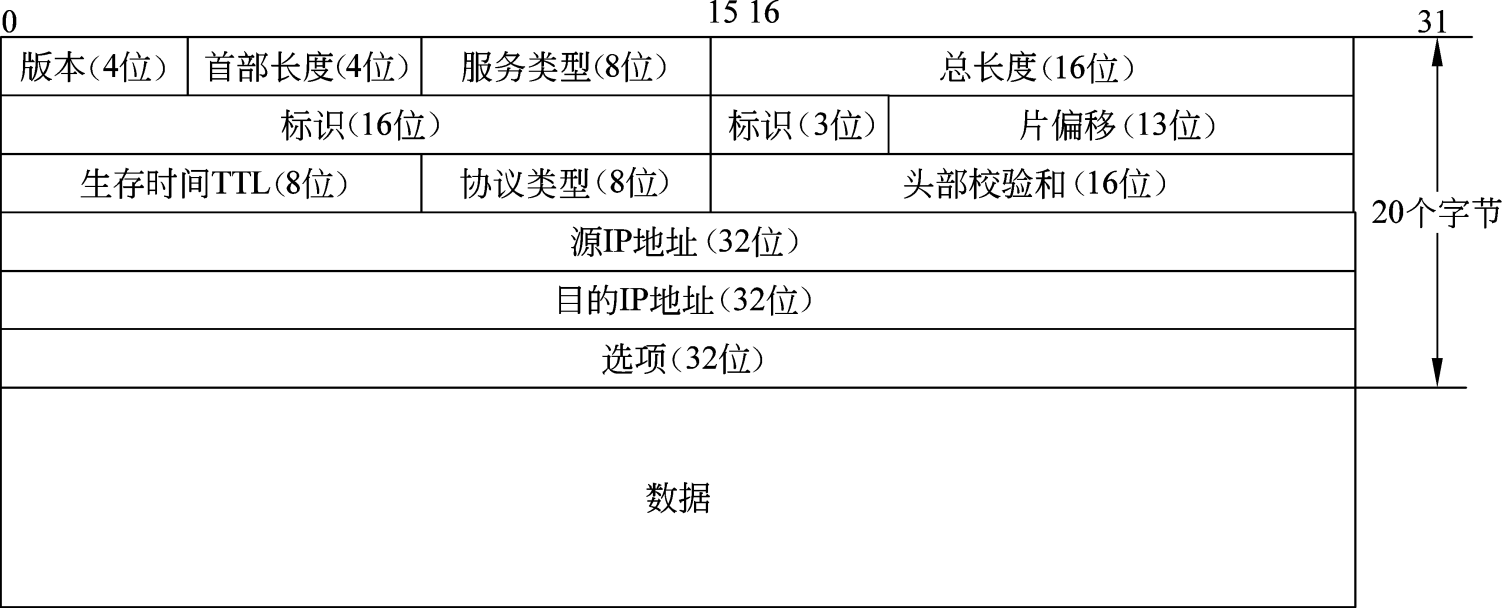 0 15 16 31
版本(4位) 首部长度(4位) 服务类型(8位) 总长度(16位)
标识(16位) 标识(3位) 片偏移(13位)
生存时间TTL(8位) 协议类型(8位) 头部校验和(16位)
20个字节
源IP地址(32位)
目的IP地址(32位)
选项(32位)
数据